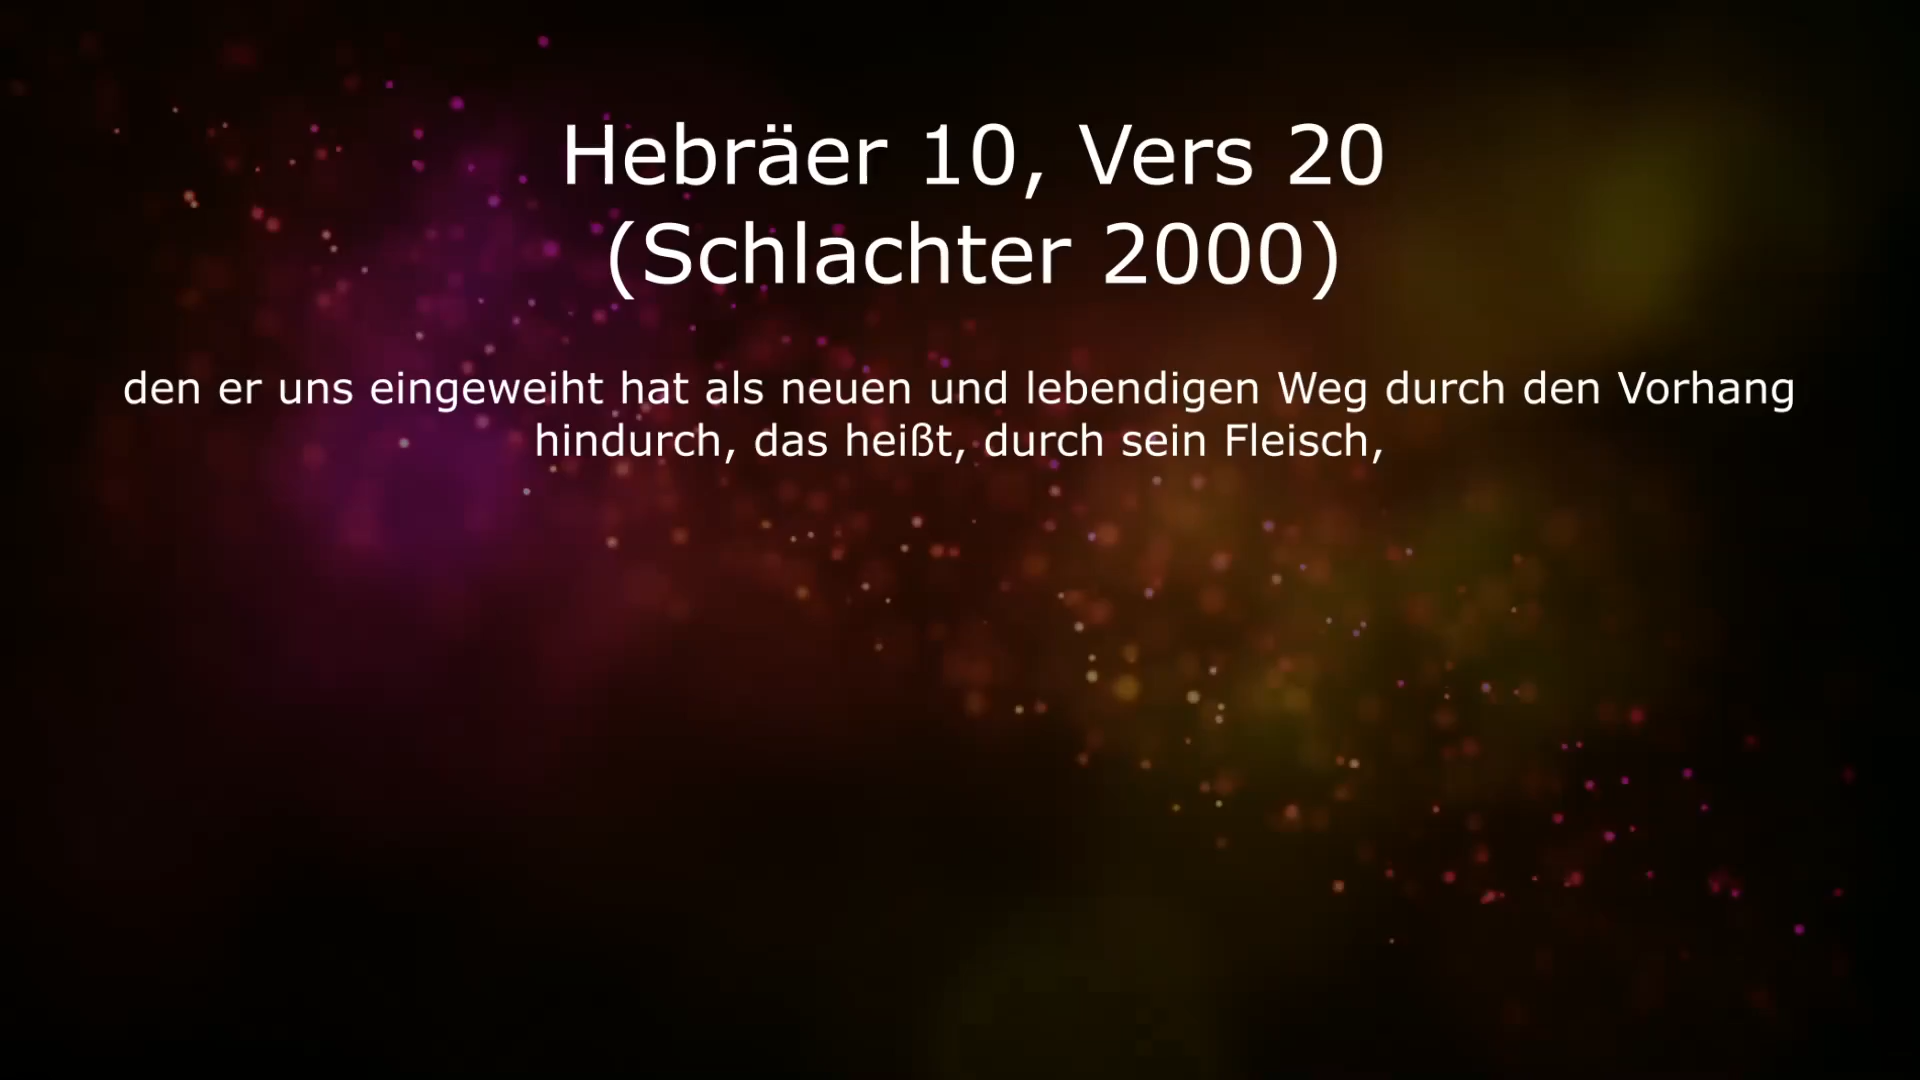 Hebräer 10, Vers 20
(Schlachter 2000)
den er uns eingeweiht hat als neuen und lebendigen Weg durch den Vorhang
hindurch, das heißt, durch sein Fleisch,